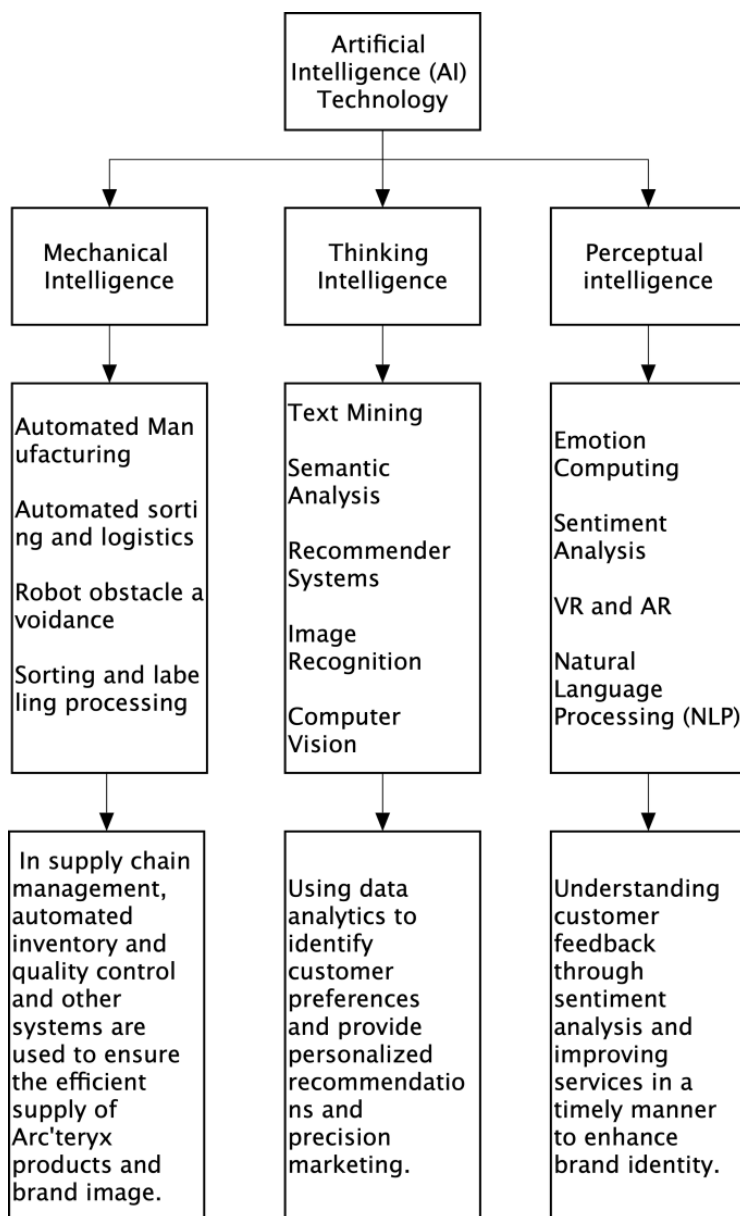 Artificial
Intelligence (AI)
Technology
Mechanical
Intelligence
Thinking
Intelligence
Perceptual
intelligence
Automated Man
ufacturing
Automated sorti
ng and logistics
Robot obstacle a
voidance
Sorting and labe
ling processing
Text Mining
Semantic
Analysis
Recommender
Systems
Image
Recognition
Computer
Vision
Emotion
Computing
Sentiment
Analysis
VR and AR
Natural
Language
Processing (NLP)
In supply chain
management,
automated
inventory and
quality control
and other
systems are
used to ensure
the efficient
supply of
Arc'teryx
products and
brand image.
Using data
analytics to
identify
customer
preferences
and provide
personalized
recommendatio
ns and
precision
marketing.
Understanding
customer
feedback
through
sentiment
analysis and
improving
services in a
timely manner
to enhance
brand identity.